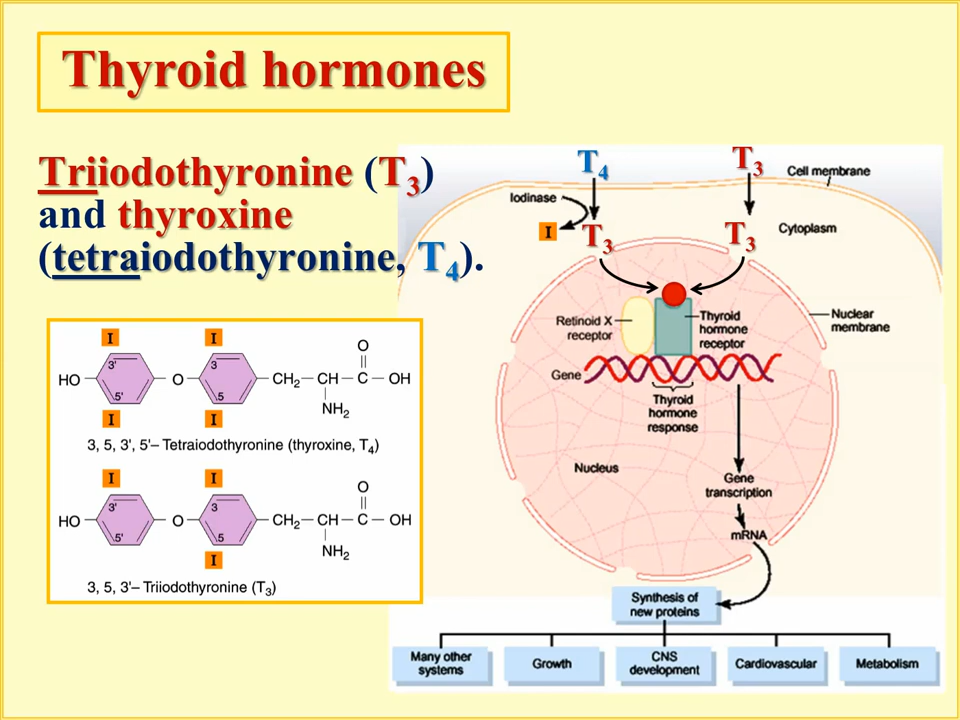 Thyroid hormones
Triiodothyronine (T3)
and thyroxine
(tetraiodothyronine, T4).
I I
HO 3' 5' O 3 5 CH2 CH C OH
O
NH2
I I
3, 5, 3', 5'– Tetraiodothyronine (thyroxine, T4)
I I
HO 3' 5' O 3 5 CH2 CH C OH
O
NH2
I
3, 5, 3'– Triiodothyronine (T3)
T4
T3
Cell membrane
Iodinase
I
T3
T3
Cytoplasm
Retinoid X
receptor
Thyroid
hormone
receptor
Nuclear
membrane
Gene
Thyroid
hormone
response
Nucleus
Gene
transcription
mRNA
Synthesis of
new proteins
Many other
systems
Growth
CNS
development
Cardiovascular
Metabolism